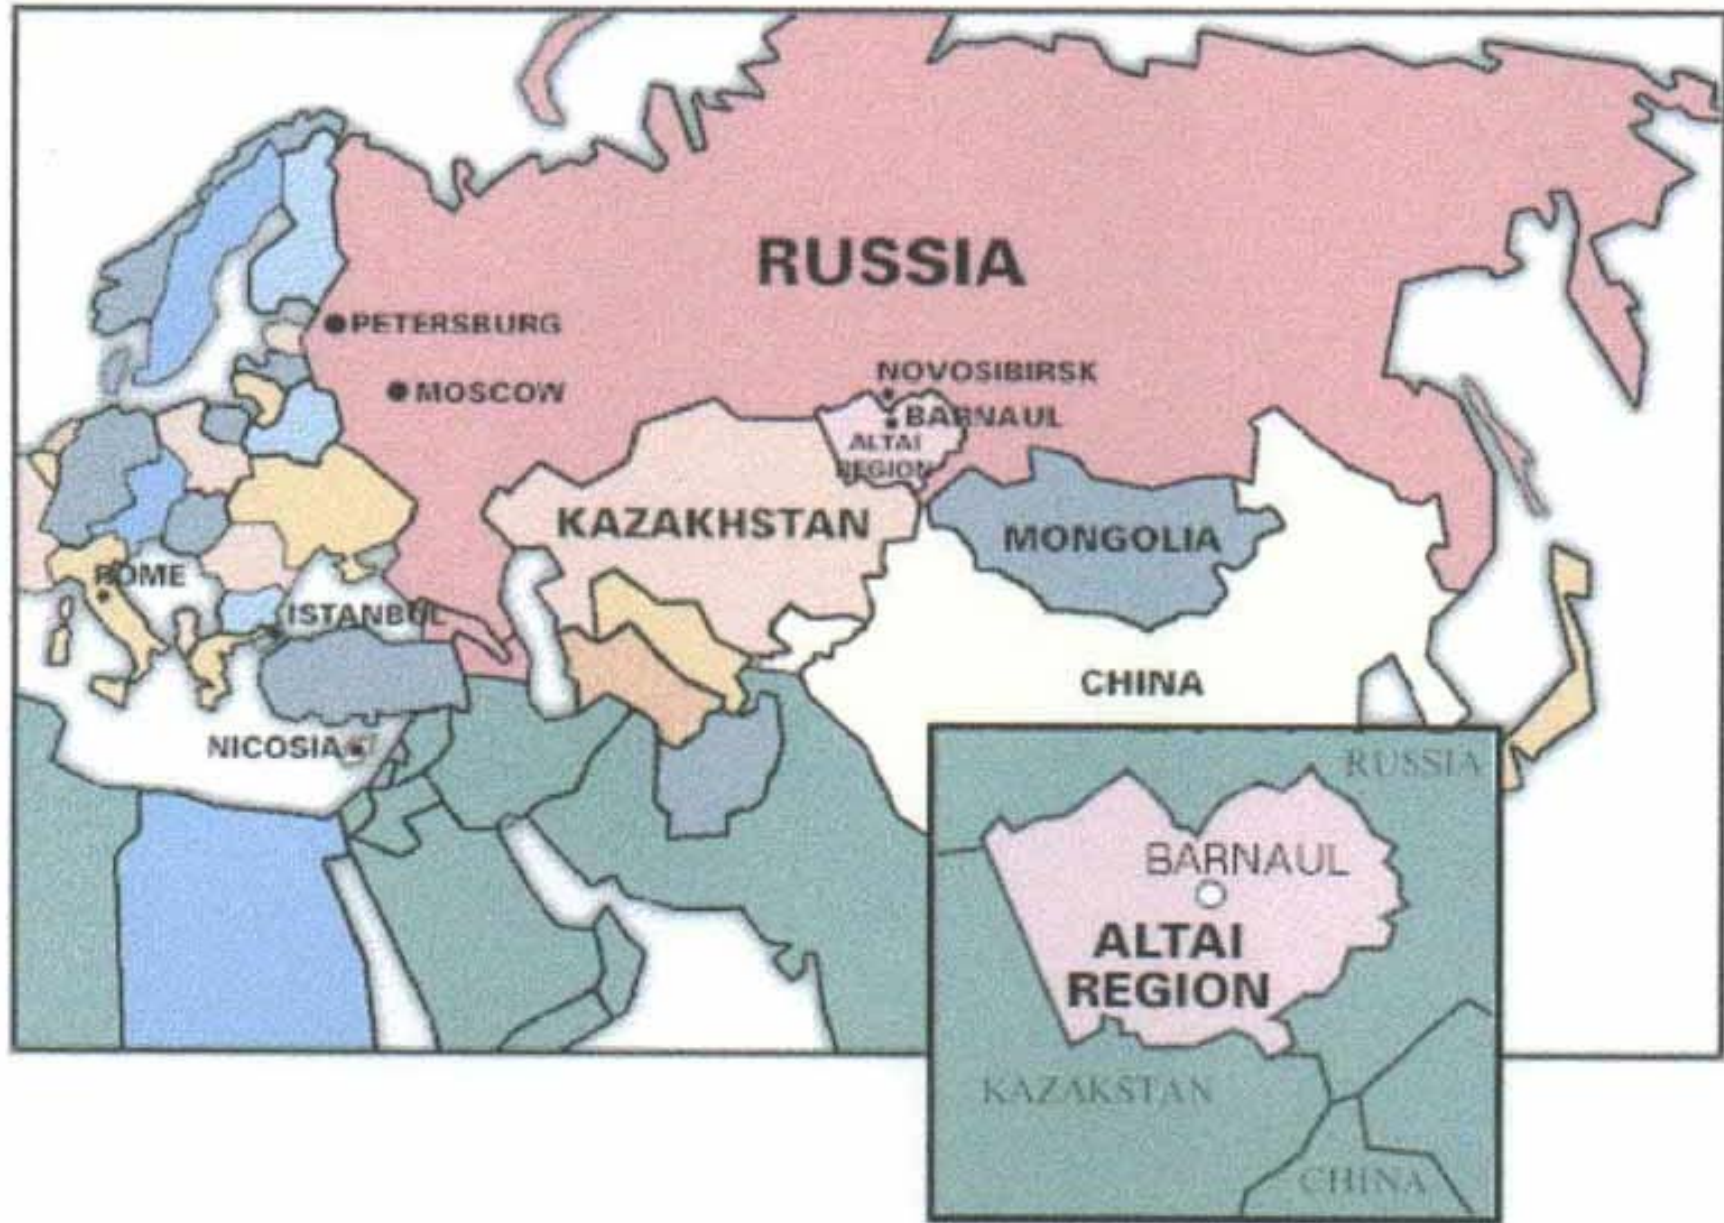 RUSSIA
PETERSBURG
MOSCOW
NOVOSIBIRSK
BARNAUL
ALTAI
REGION
KAZAKHSTAN
MONGOLIA
ROME
ISTANBUL
CHINA
NICOSIA
RUSSIA
BARNAUL
ALTAI
REGION
KAZAKSTAN
CHINA